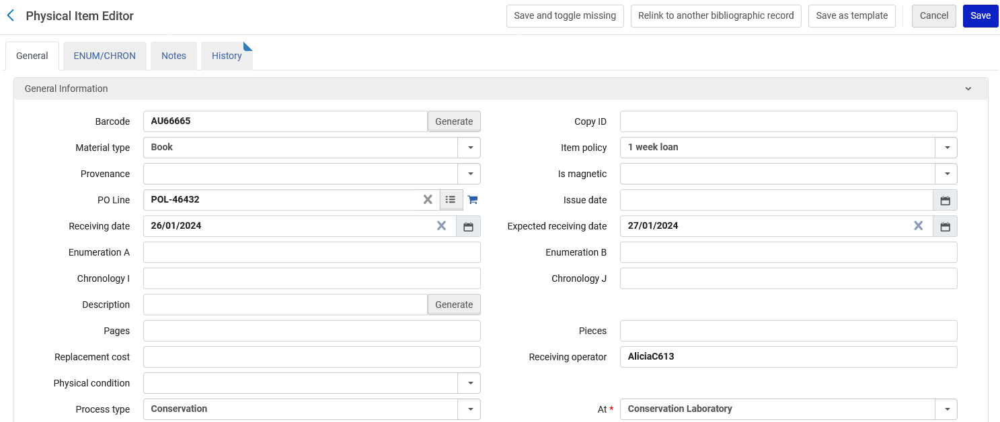 Physical Item Editor Save and toggle missing Relink to another bibliographic record Save as template Cancel Save
General ENUM/CHRON Notes History
General Information
Barcode AU66665 Generate Copy ID
Material type Book Item policy 1 week loan
Provenance Is magnetic
PO Line POL-46432 Issue date
Receiving date 26/01/2024 Expected receiving date 27/01/2024
Enumeration A Enumeration B
Chronology I Chronology J
Description Generate
Pages Pieces
Replacement cost Receiving operator AliciaC613
Physical condition
Process type Conservation At * Conservation Laboratory